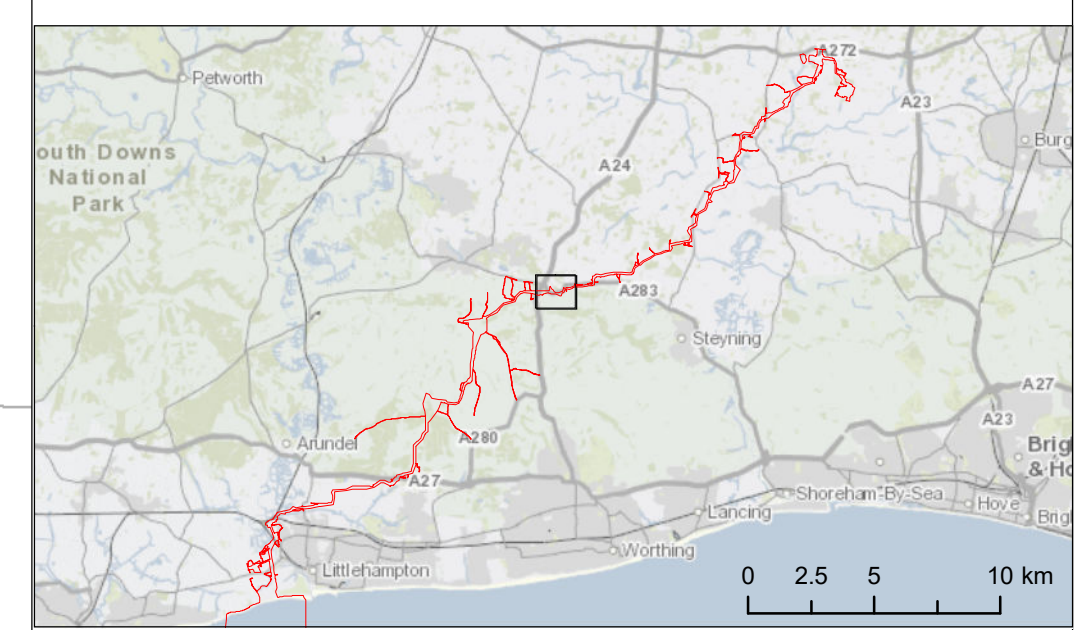 A272
Petworth
A23
Burg
outh Downs
National
Park
A24
A283
Steyning
A27
A23
Arundel
A280
Brig
& Ho
A27
Shoreham-By-Sea
Hove
Lancing
Brig
Worthing
Littlehampton
0 2.5 5 10 km